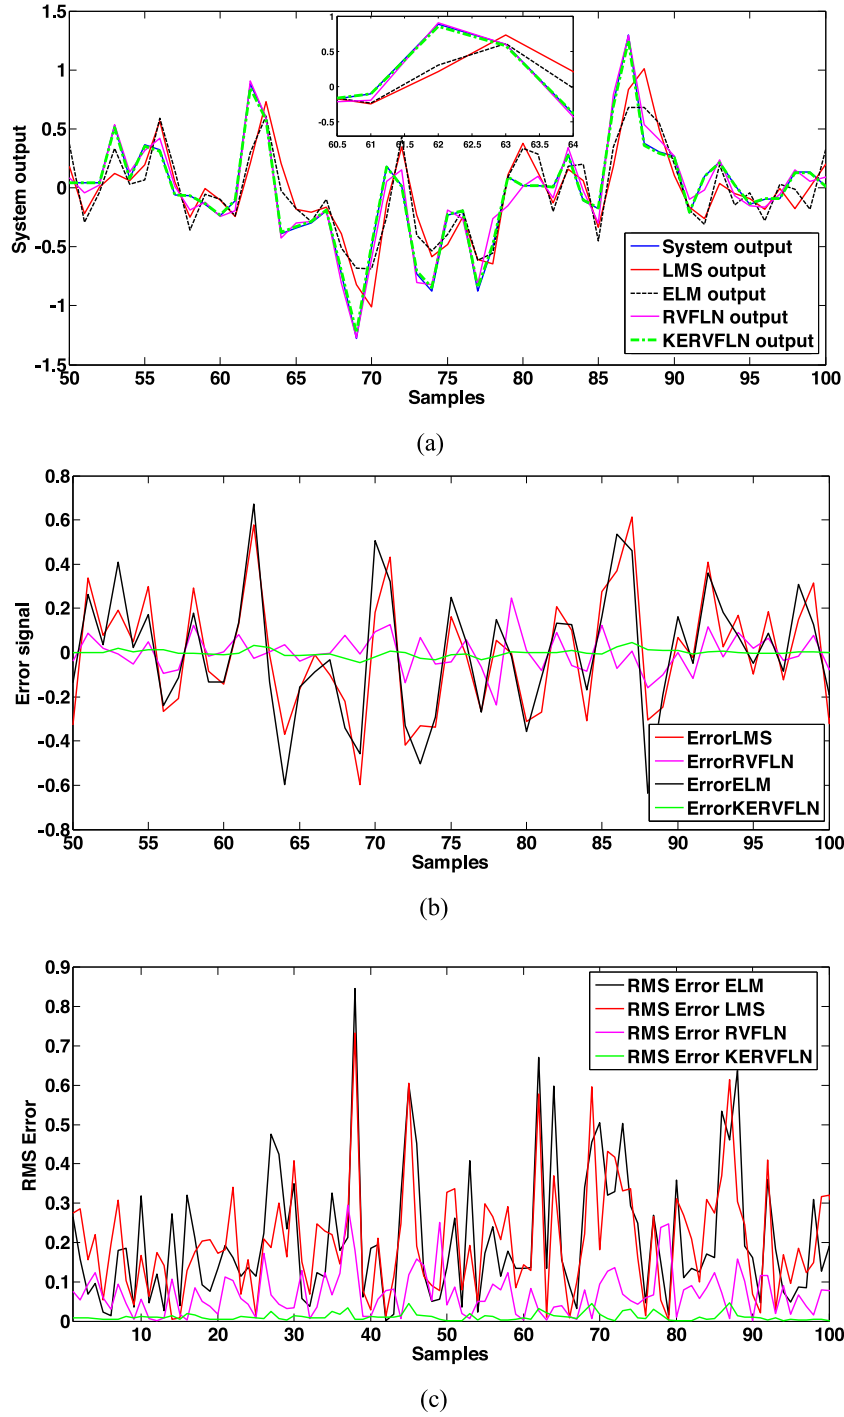 1.5
1
0.5
0
-0.5
-1
-1.5
System output
1
0.5
0
-0.5
60.5 61 61.5 62 62.5 63 63.5 64
System output
LMS output
ELM output
RVFLN output
KERVFLN output
50 55 60 65 70 75 80 85 90 95 100
Samples
(a)
0.8
0.6
0.4
0.2
0
-0.2
-0.4
-0.6
-0.8
Error signal
ErrorLMS
ErrorRVFLN
ErrorELM
ErrorKERVFLN
50 55 60 65 70 75 80 85 90 95 100
Samples
(b)
0.9
0.8
0.7
0.6
0.5
0.4
0.3
0.2
0.1
0
RMS Error
RMS Error ELM
RMS Error LMS
RMS Error RVFLN
RMS Error KERVFLN
10 20 30 40 50 60 70 80 90 100
Samples
(c)